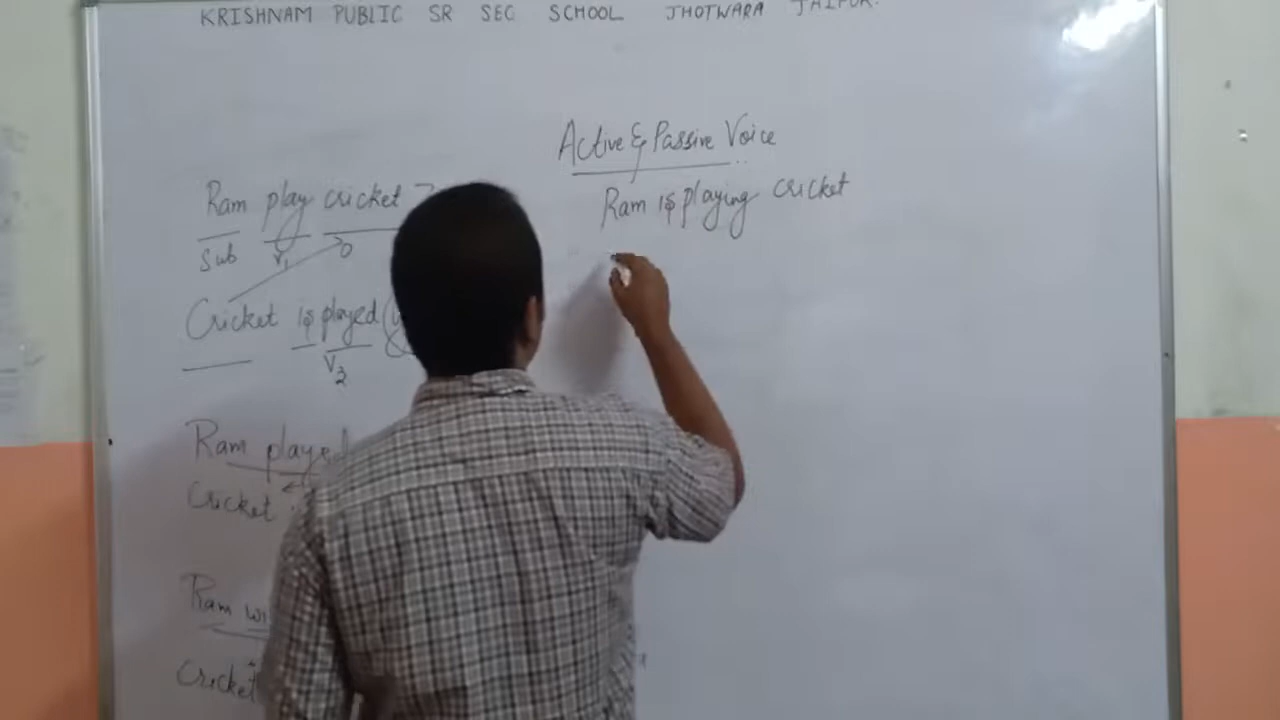 KRISHNAM PUBLIC SR SEC SCHOOL JHOTWARA JAIPUR.
Active & Passive Voice
Ram play cricket
Sub V1 O
Cricket is played
V3
Ram played
Cricket
Ram
Cricket
Ram is playing cricket